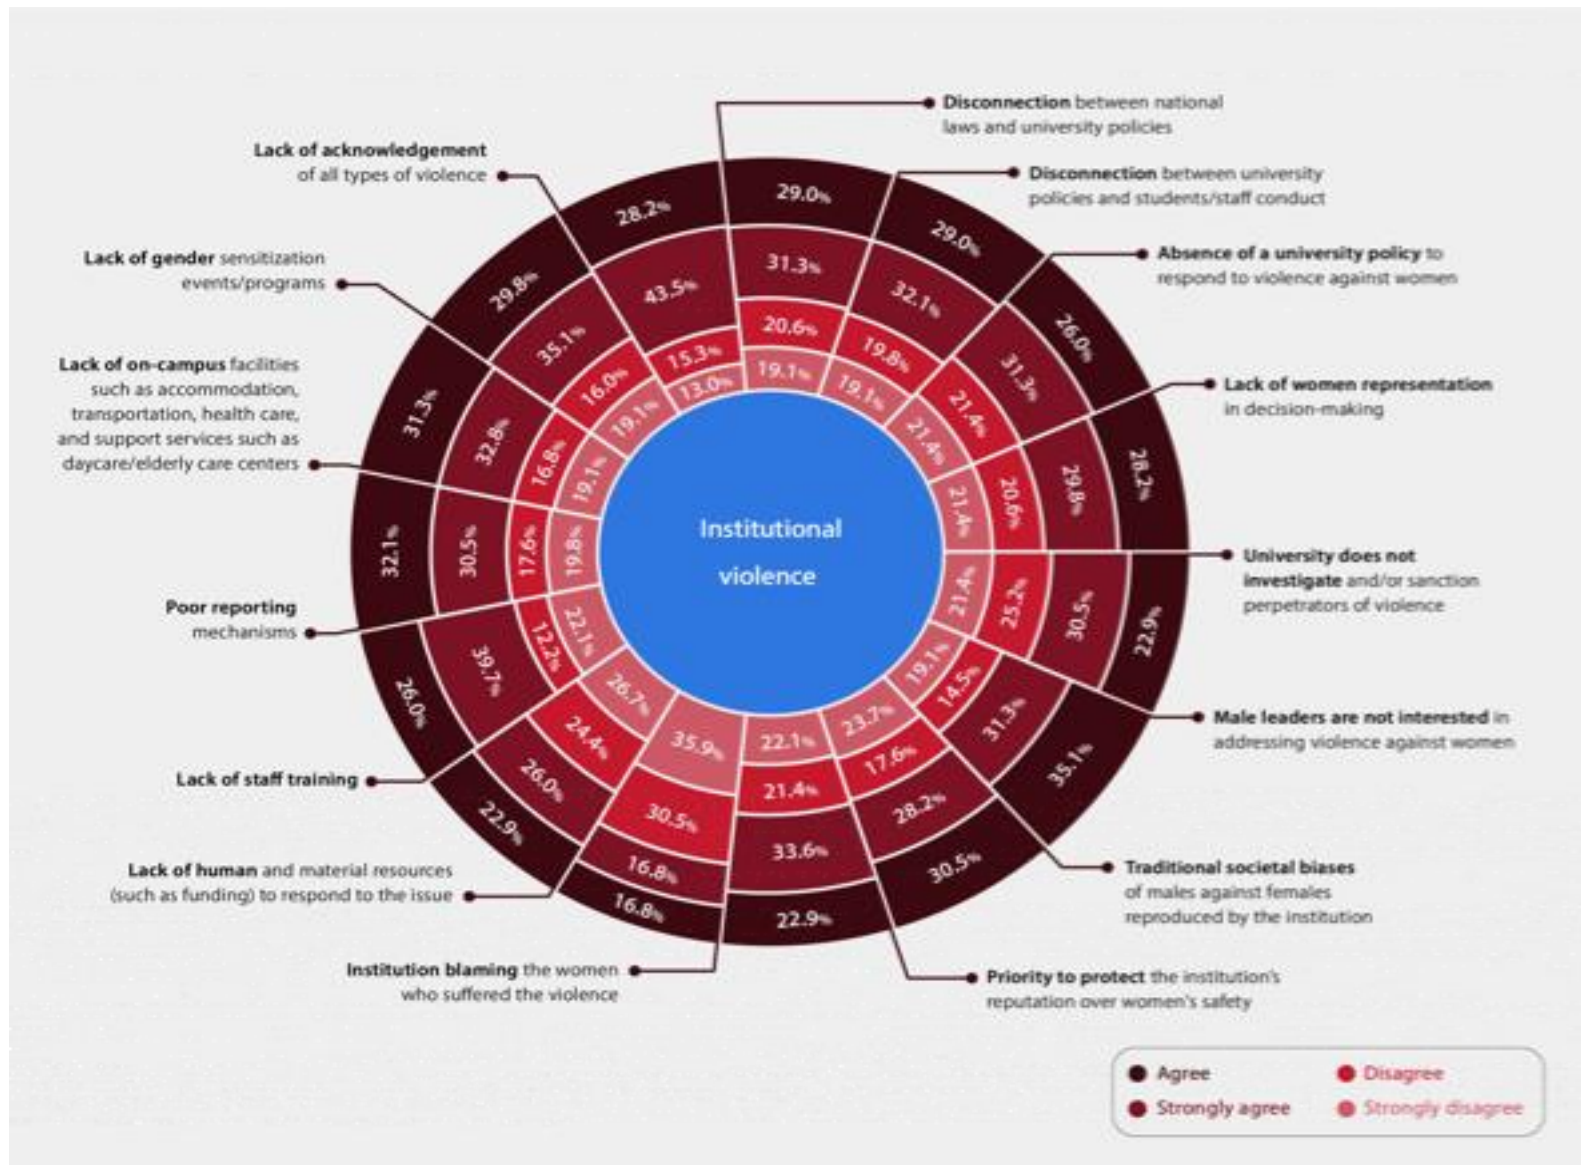 Disconnection between national
laws and university policies
Lack of acknowledgement
of all types of violence
Disconnection between university
policies and students/staff conduct
Absence of a university policy to
respond to violence against women
Lack of gender sensitization
events/programs
Lack of on-campus facilities
such as accommodation,
transportation, health care,
and support services such as
daycare/elderly care centers
Lack of women representation
in decision-making
University does not
investigate and/or sanction
perpetrators of violence
Poor reporting
mechanisms
Male leaders are not interested in
addressing violence against women
Lack of staff training
Traditional societal biases
of males against females
reproduced by the institution
Lack of human and material resources
(such as funding) to respond to the issue
Institution blaming the women
who suffered the violence
Priority to protect the institution's
reputation over women's safety
Institutional
violence
29.0%
31.3%
20.6%
19.1%
29.0%
32.1%
19.8%
19.1%
26.0%
31.3%
21.4%
21.4%
28.2%
29.8%
20.6%
21.4%
22.9%
30.5%
25.2%
21.4%
35.1%
31.3%
14.5%
19.1%
30.5%
28.2%
17.6%
23.7%
22.9%
33.6%
21.4%
22.1%
16.8%
16.8%
30.5%
35.9%
22.9%
26.0%
24.4%
26.7%
26.0%
39.7%
12.2%
22.1%
32.1%
30.5%
17.6%
19.8%
31.3%
32.8%
16.8%
19.1%
29.8%
35.1%
16.0%
19.1%
28.2%
43.5%
15.3%
13.0%
Agree
Disagree
Strongly agree
Strongly disagree